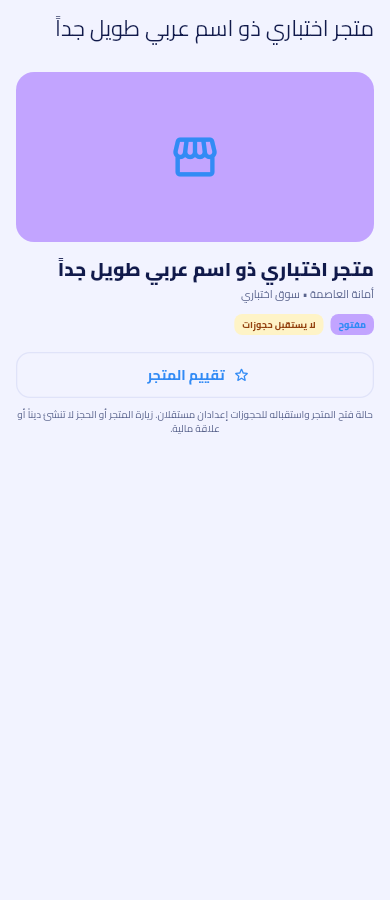 متجر اختباري ذو اسم عربي طويل جداً
متجر اختباري ذو اسم عربي طويل جداً
أمانة العاصمة • سوق اختباري
مفتوح
لا يستقبل حجوزات
تقييم المتجر
حالة فتح المتجر واستقباله للحجوزات إعدادان مستقلان. زيارة المتجر أو الحجز لا تنشئ ديناً أو
علاقة مالية.